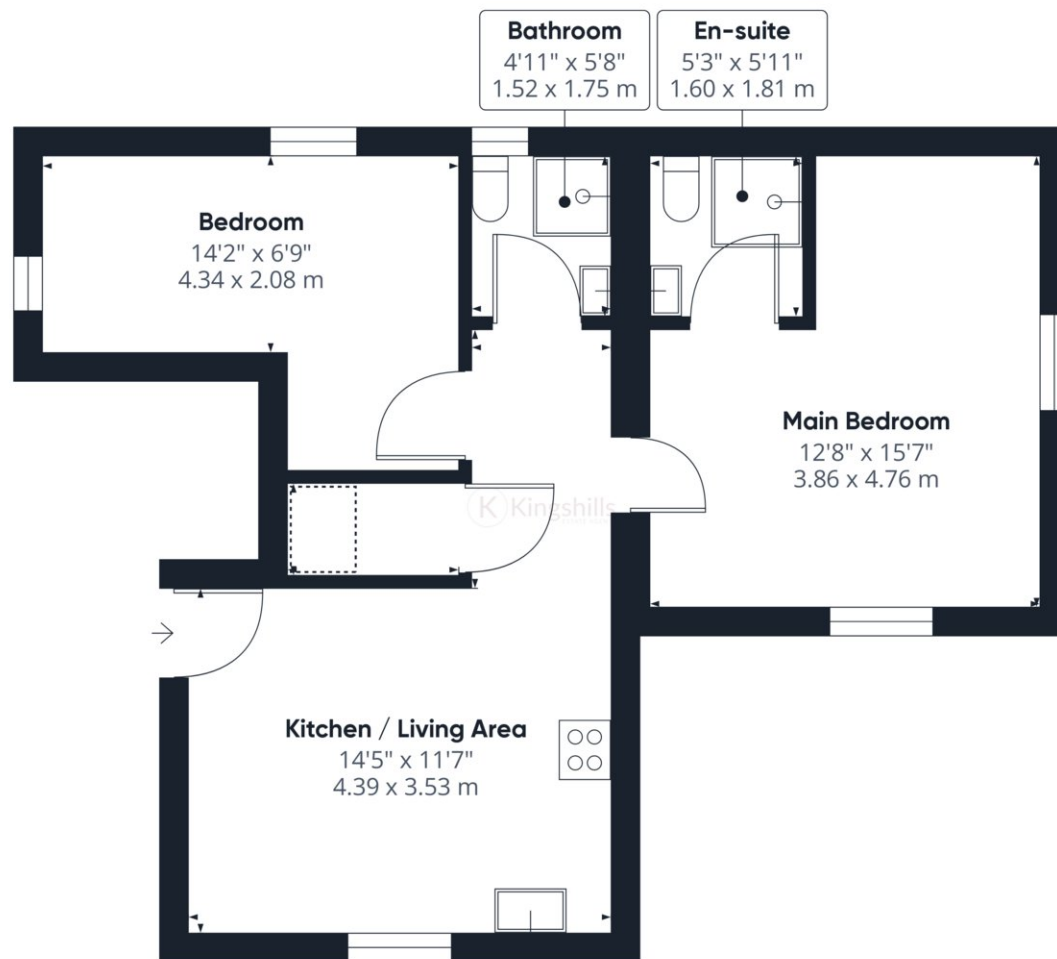 Bathroom
4'11" x 5'8"
1.52 x 1.75 m
En-suite
5'3" x 5'11"
1.60 x 1.81 m
Bedroom
14'2" x 6'9"
4.34 x 2.08 m
Main Bedroom
12'8" x 15'7"
3.86 x 4.76 m
K Kingshills
Kitchen / Living Area
14'5" x 11'7"
4.39 x 3.53 m